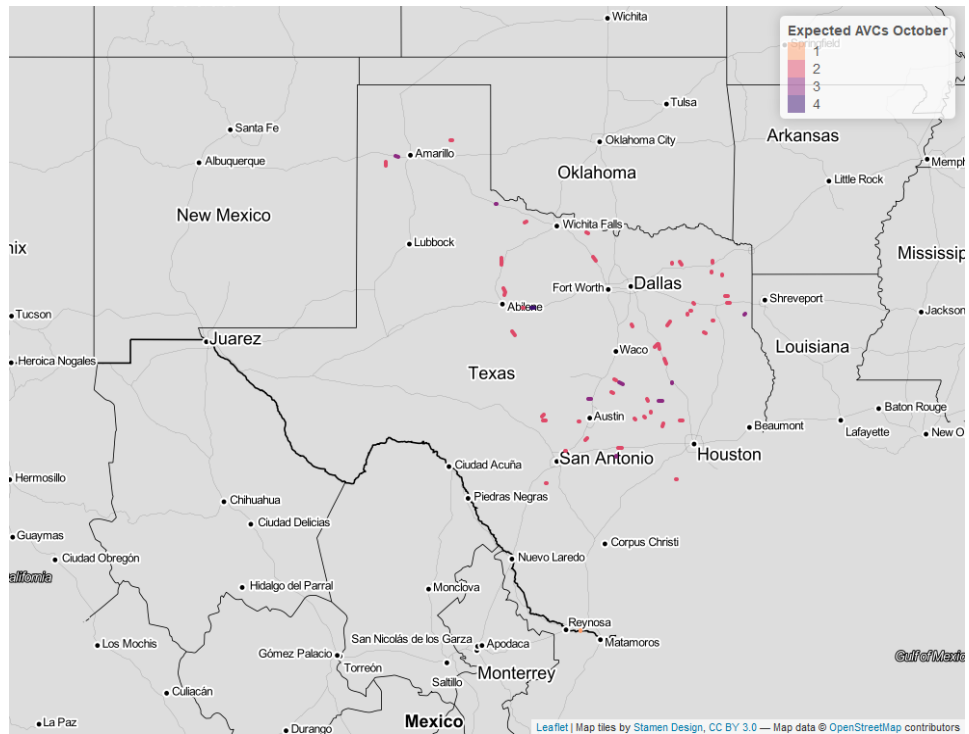 Wichita
Expected AVCs October
Springfield
1
2
3
4
Tulsa
Santa Fe
Oklahoma City
Arkansas
Albuquerque
Amarillo
Memph
Oklahoma
Little Rock
New Mexico
Wichita Falls
Lubbock
nix
Mississip
Fort Worth
Dallas
Abilene
Shreveport
Tucson
Jackson
Juarez
Waco
Louisiana
Heroica Nogales
Texas
Baton Rouge
Austin
Beaumont
Lafayette
New O
San Antonio
Houston
Ciudad Acuña
Hermosillo
Piedras Negras
Chihuahua
Ciudad Delicias
Guaymas
Corpus Christi
Ciudad Obregón
Nuevo Laredo
alifornia
Hidalgo del Parral
Monclova
Reynosa
Los Mochis
San Nicolás de los Garza
Apodaca
Matamoros
Gómez Palacio
Gulf of Mexic
Torreón
Monterrey
Saltillo
Culiacán
La Paz
Mexico
Durango
Leaflet | Map tiles by Stamen Design, CC BY 3.0 — Map data © OpenStreetMap contributors